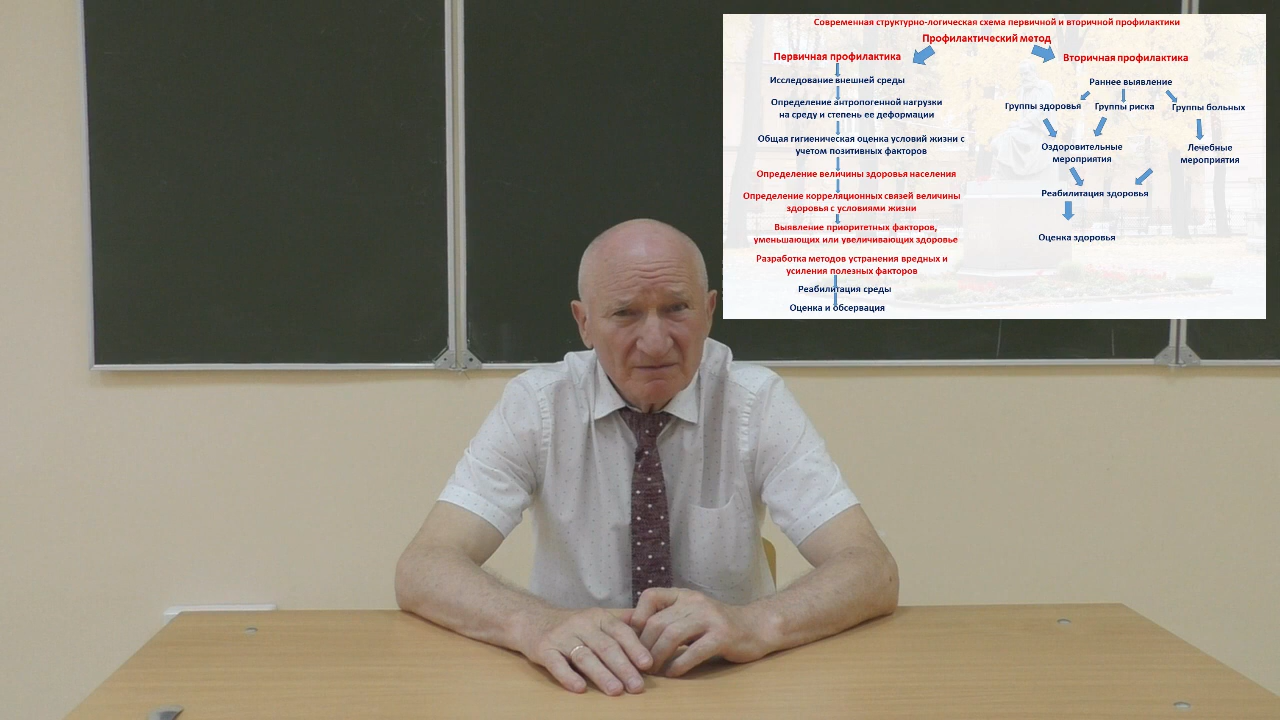 Современная структурно-логическая схема первичной и вторичной профилактики
Профилактический метод
Первичная профилактика
Исследование внешней среды
Определение антропогенной нагрузки
на среду и степень ее деформации
Общая гигиеническая оценка условий жизни с
учетом позитивных факторов
Определение величины здоровья населения
Определение корреляционных связей величины
здоровья с условиями жизни
Выявление приоритетных факторов,
уменьшающих или увеличивающих здоровье
Разработка методов устранения вредных и
усиления полезных факторов
Реабилитация среды
Оценка и обсервация
Вторичная профилактика
Раннее выявление
Группы здоровья
Группы риска
Группы больных
Оздоровительные
мероприятия
Лечебные
мероприятия
Реабилитация здоровья
Оценка здоровья